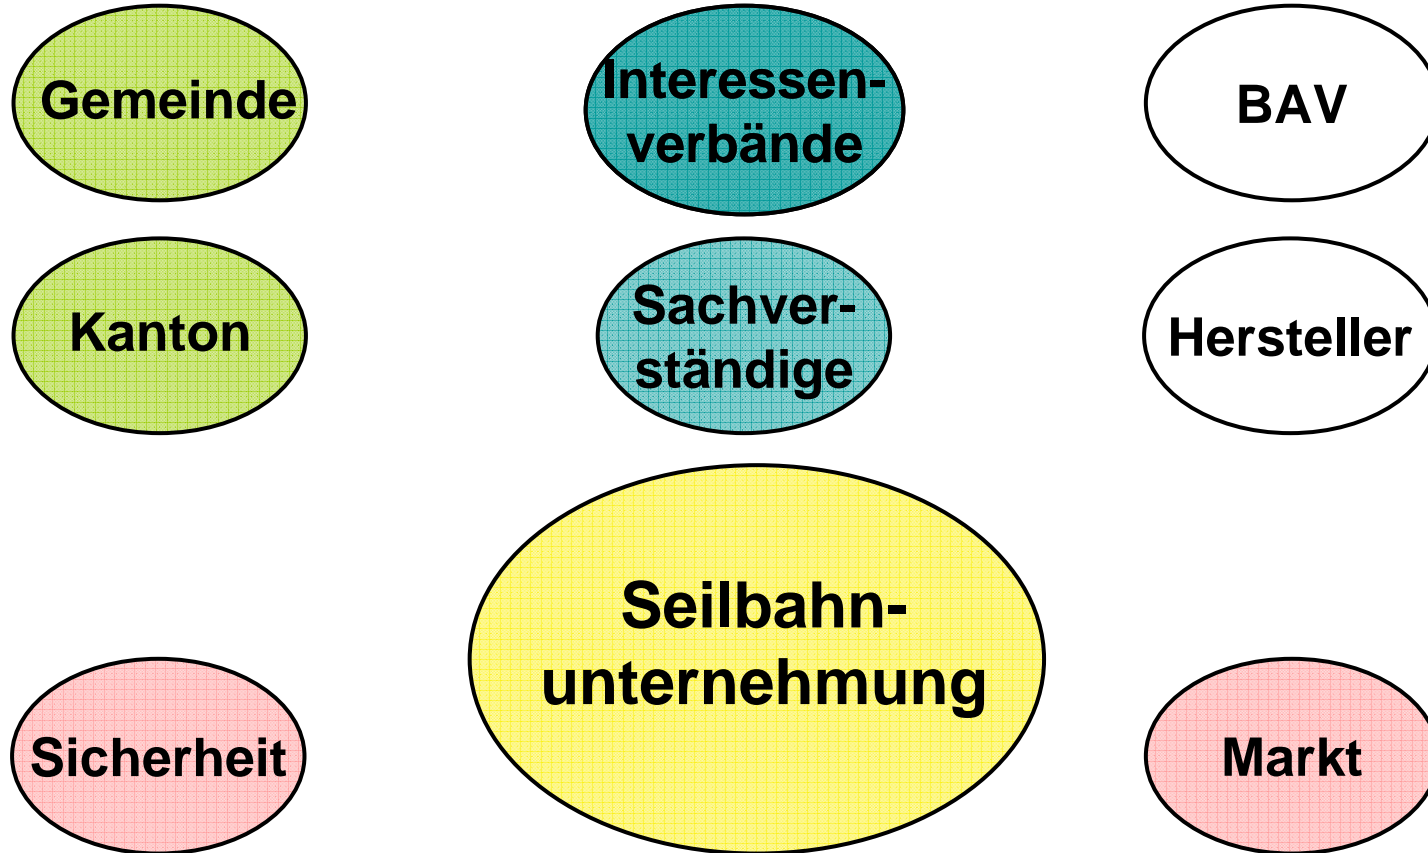 Gemeinde
Interessen-
verbände
BAV
Kanton
Sachver-
ständige
Hersteller
Seilbahn-
unternehmung
Sicherheit
Markt